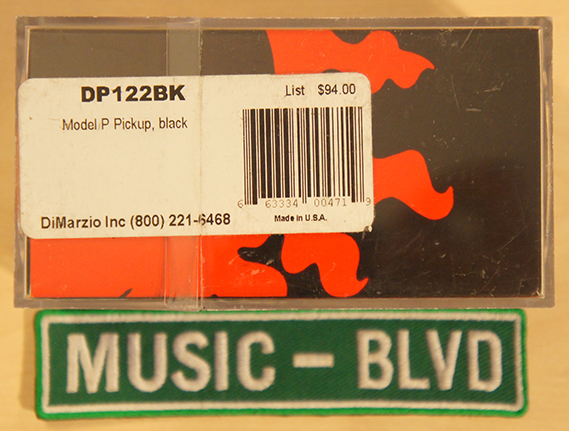 DP122BK List $94.00
Model P Pickup, black
6 63334 00471 9
DiMarzio Inc (800) 221-6468 Made in U.S.A.
MUSIC - BLVD